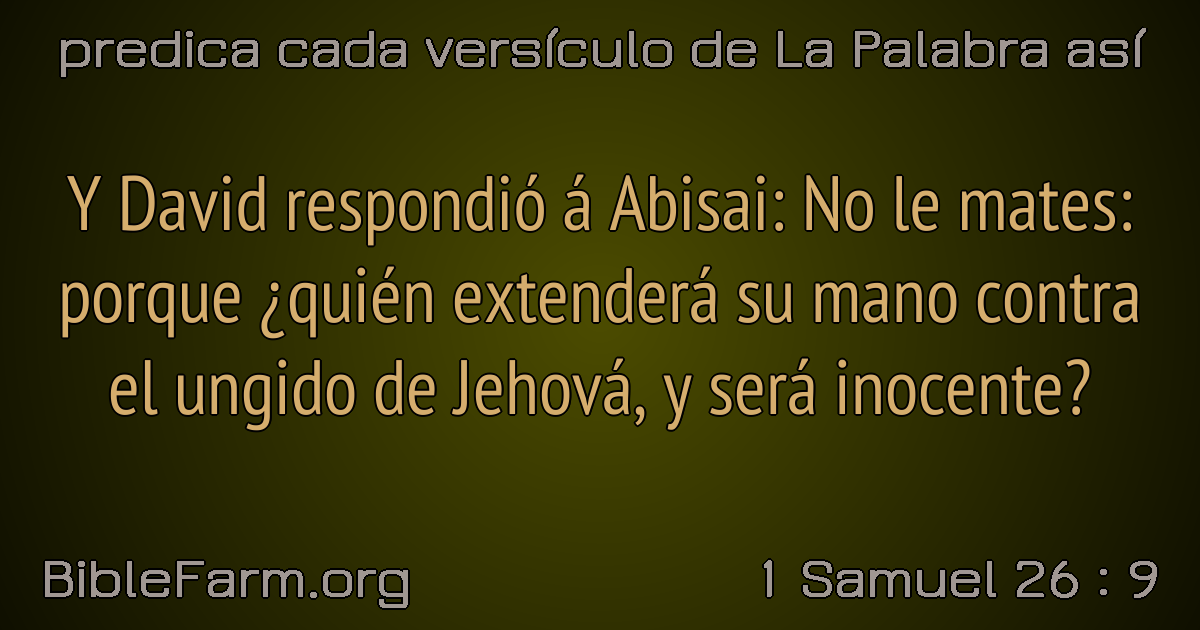 predica cada versículo de La Palabra así
Y David respondió á Abisai: No le mates:
porque ¿quién extenderá su mano contra
el ungido de Jehová, y será inocente?
BibleFarm.org
1 Samuel 26 : 9